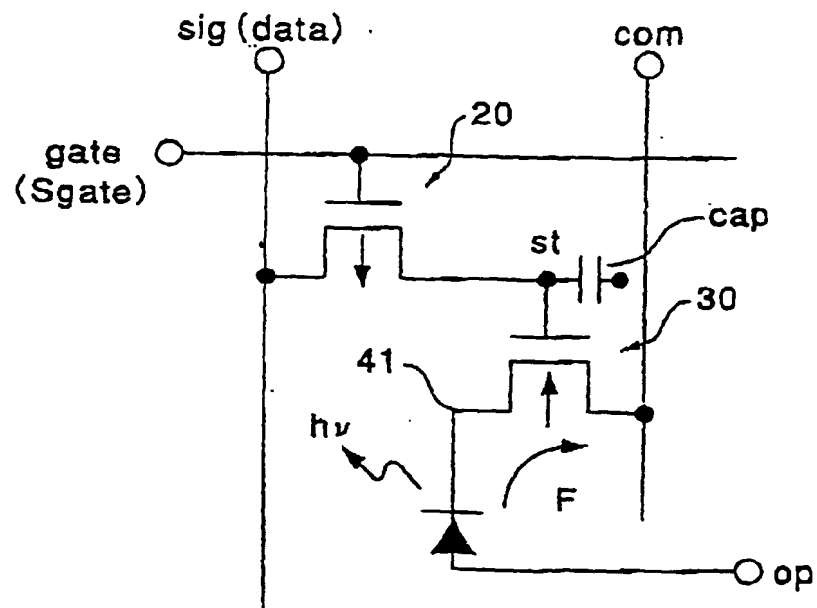 sig (data)
com
20
gate
(Sgate)
cap
st
30
41
hν
F
op